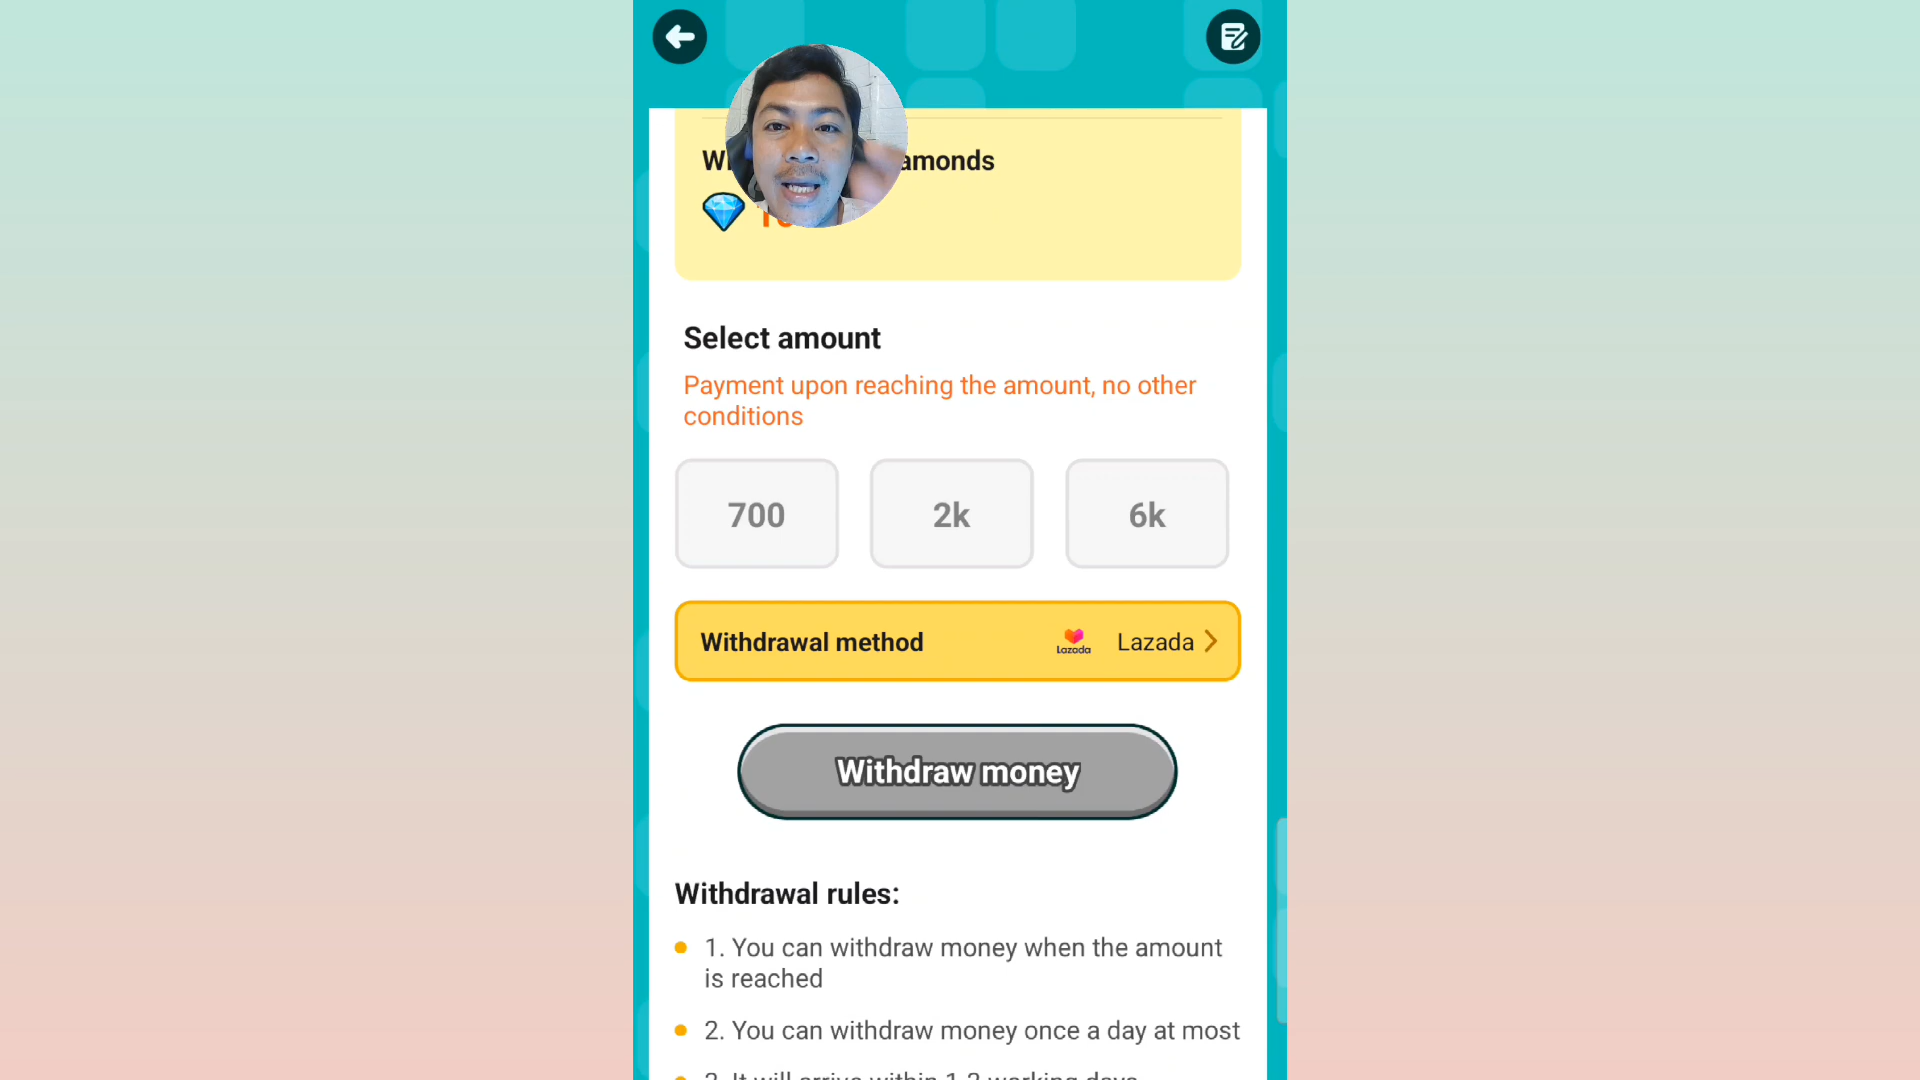 amonds
Select amount
Payment upon reaching the amount, no other
conditions
700 2k 6k
Withdrawal method Lazada Lazada
Withdraw money
Withdrawal rules:
1. You can withdraw money when the amount
is reached
2. You can withdraw money once a day at most